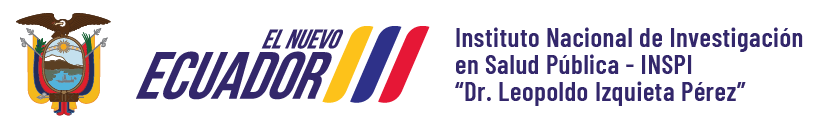 EL NUEVO
ECUADOR
Instituto Nacional de Investigación
en Salud Pública - INSPI
“Dr. Leopoldo Izquieta Pérez”